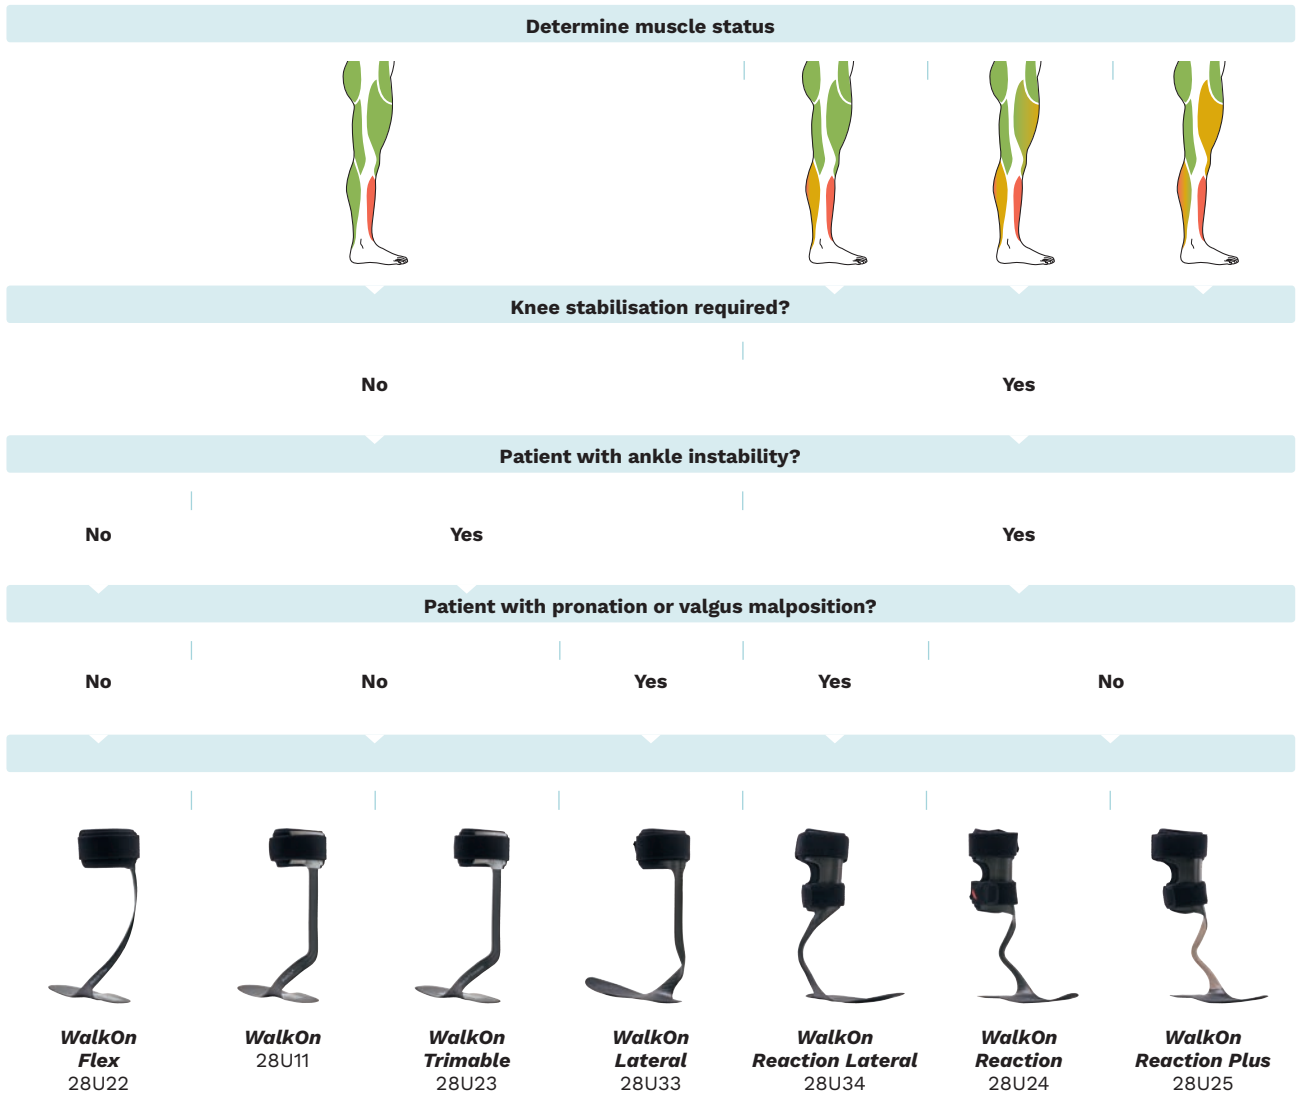 Determine muscle status
Knee stabilisation required?
No
Yes
Patient with ankle instability?
No
Yes
Yes
Patient with pronation or valgus malposition?
No
No
Yes
Yes
No
WalkOn
Flex
28U22
WalkOn
28U11
WalkOn
Trimable
28U23
WalkOn
Lateral
28U33
WalkOn
Reaction Lateral
28U34
WalkOn
Reaction
28U24
WalkOn
Reaction Plus
28U25